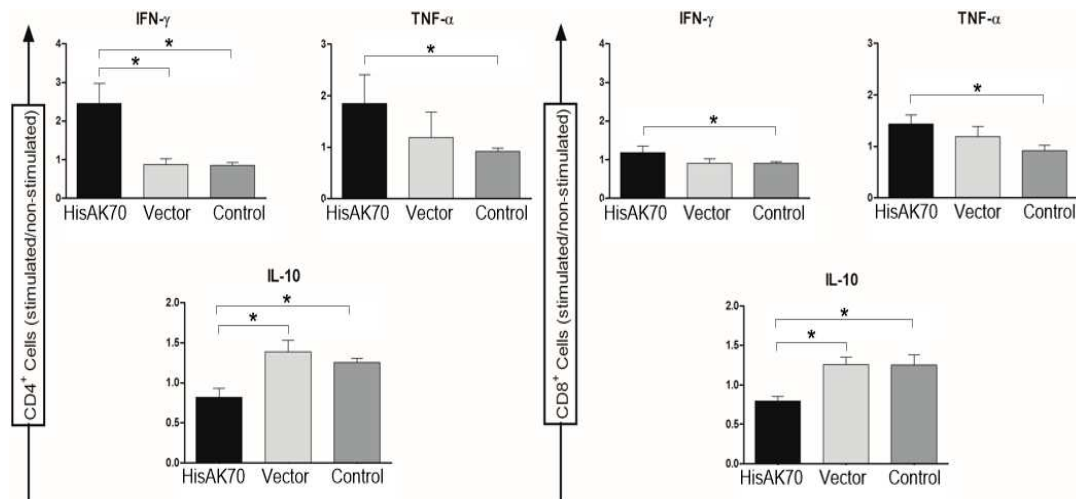 CD4+ Cells (stimulated/non-stimulated)
IFN-γ
4
3
2
1
0
*
*
HisAK70 Vector Control
TNF-α
3
2
1
0
*
HisAK70 Vector Control
IL-10
2.0
1.5
1.0
0.5
0.0
*
*
HisAK70 Vector Control
CD8+ Cells (stimulated/non-stimulated)
IFN-γ
4
3
2
1
0
*
HisAK70 Vector Control
TNF-α
3
2
1
0
*
HisAK70 Vector Control
IL-10
2.0
1.5
1.0
0.5
0.0
*
*
HisAK70 Vector Control